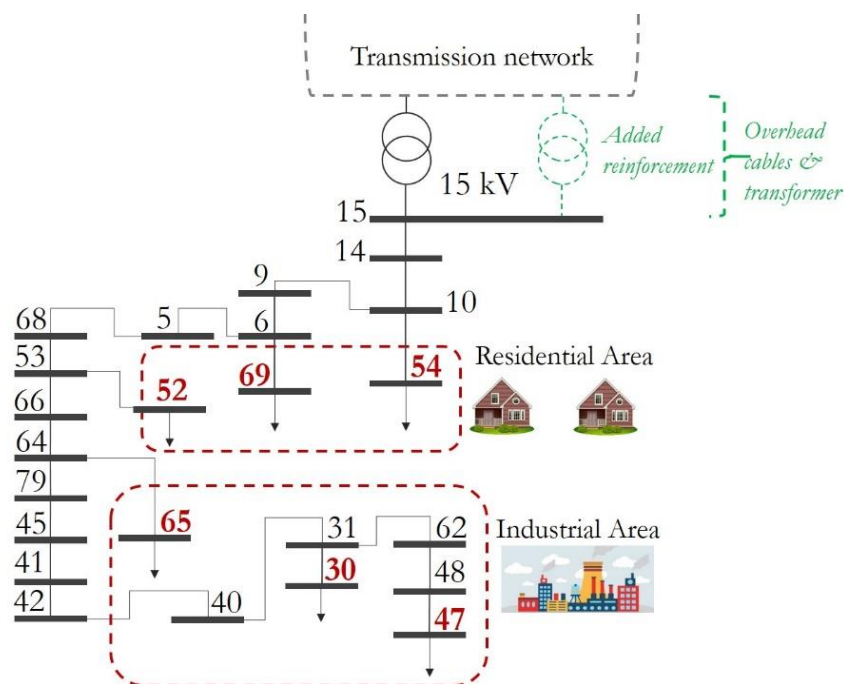 Transmission network
Added
reinforcement
Overhead
cables &
transformer
15 kV
15
14
9
10
68
5
6
53
52
69
54
Residential Area
66
64
79
65
45
31
62
Industrial Area
30
48
41
42
40
47